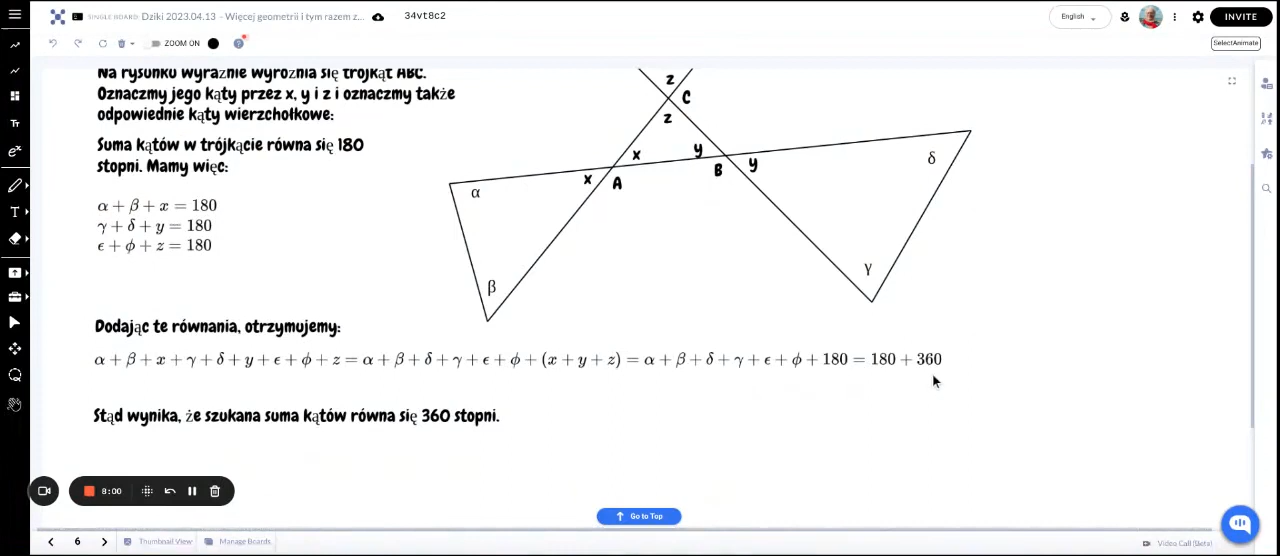 SINGLE BOARD: Dziki 2023.04.13 - Więcej geometrii i tym razem z...
34vt8c2
English
INVITE
ZOOM ON
SelectAnimate
Na rysunku wyraźnie wyróżnia się trójkąt ABC.
Oznaczmy jego kąty przez x, y i z i oznaczmy także
odpowiednie kąty wierzchołkowe:
Suma kątów w trójkącie równa się 180
stopni. Mamy więc:
α + β + x = 180
γ + δ + y = 180
ϵ + ϕ + z = 180
z
C
z
x
y
x
A
B
y
δ
α
γ
β
Dodając te równania, otrzymujemy:
α + β + x + γ + δ + y + ϵ + ϕ + z = α + β + δ + γ + ϵ + ϕ + (x + y + z) = α + β + δ + γ + ϵ + ϕ + 180 = 180 + 360
Stąd wynika, że szukana suma kątów równa się 360 stopni.
8:00
Go to Top
6
Thumbnail View
Manage Boards
Video Call (Beta)